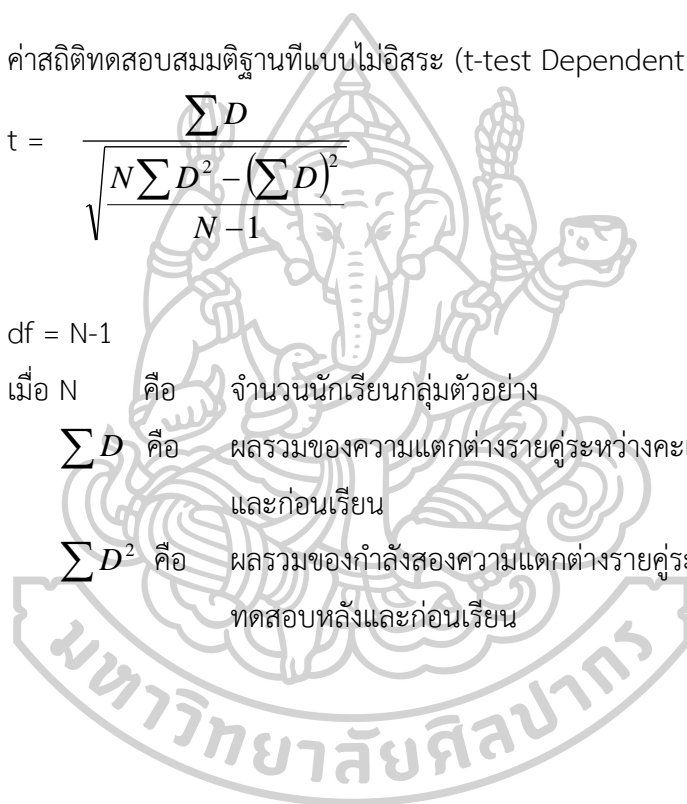 ค่าสถิติทดสอบสมมติฐานทีแบบไม่อิสระ (t-test Dependent
t = \frac{\sum D}{\sqrt{\frac{N\sum D^2 - (\sum D)^2}{N-1}}}
df = N-1
เมื่อ N คือ จำนวนนักเรียนกลุ่มตัวอย่าง
∑D คือ ผลรวมของความแตกต่างรายคู่ระหว่างคะ
และก่อนเรียน
∑D² คือ ผลรวมของกำลังสองความแตกต่างรายคู่ระ
ทดสอบหลังและก่อนเรียน
มหาวิทยาลัยศิลปากร